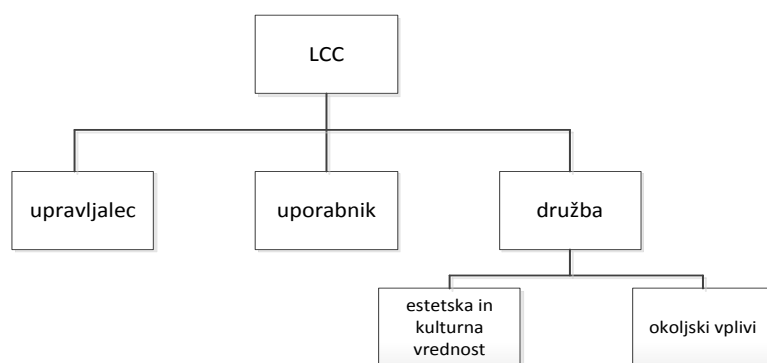 LCC
upravljalec
uporabnik
družba
estetska in
kulturna
vrednost
okoljski vplivi